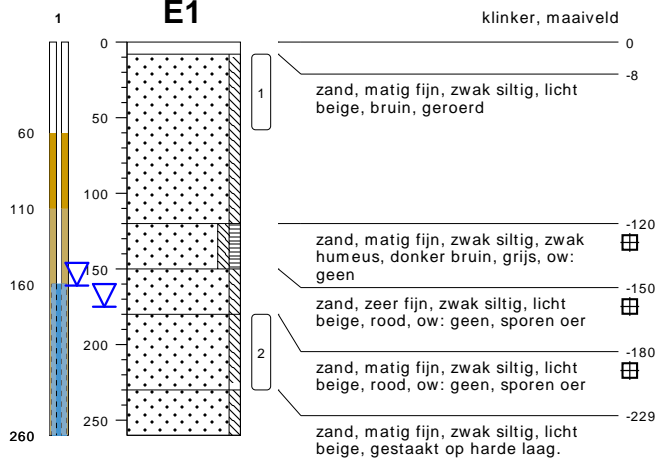 1
E1
klinker, maaiveld
0
0
-8
zand, matig fijn, zwak siltig, licht
beige, bruin, geroerd
1
50
60
100
110
-120
zand, matig fijn, zwak siltig, zwak
humeus, donker bruin, grijs, ow:
geen
150
160
-150
zand, zeer fijn, zwak siltig, licht
beige, rood, ow: geen, sporen oer
-180
200
2
zand, matig fijn, zwak siltig, licht
beige, rood, ow: geen, sporen oer
-229
250
260
zand, matig fijn, zwak siltig, licht
beige, gestaakt op harde laag.